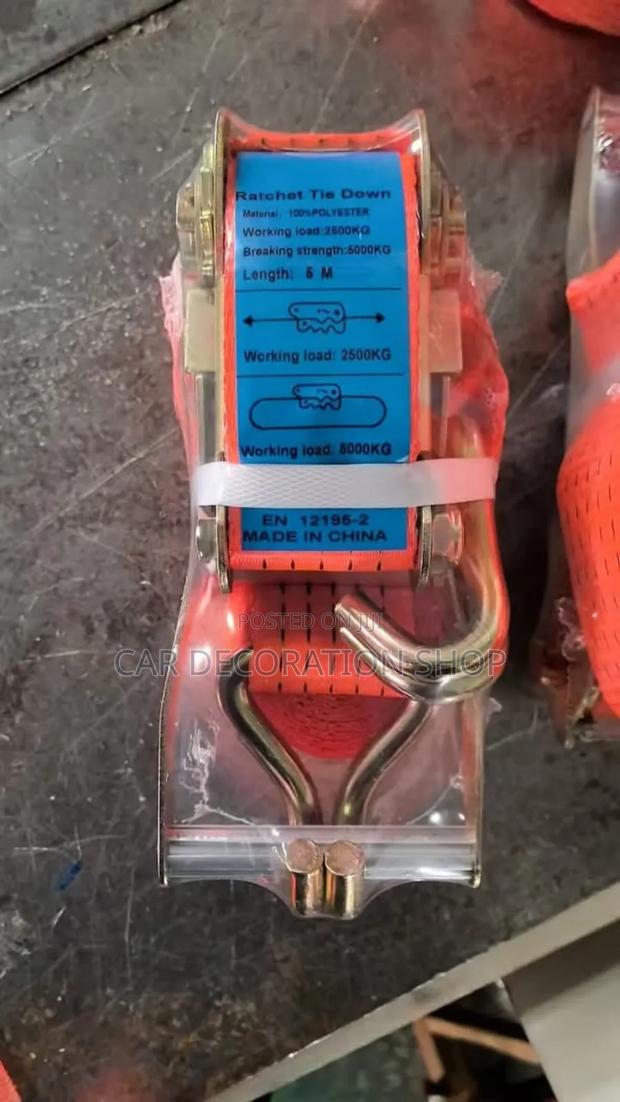 Ratchet Tie Down
Material: 100%POLYESTER
Working load:2500KG
Breaking strength:5000KG
Length: 5 M
Working load: 2500KG
Working load: 5000KG
EN 12195-2
MADE IN CHINA
POSTED ON JIJI
CAR DECORATION SHOP